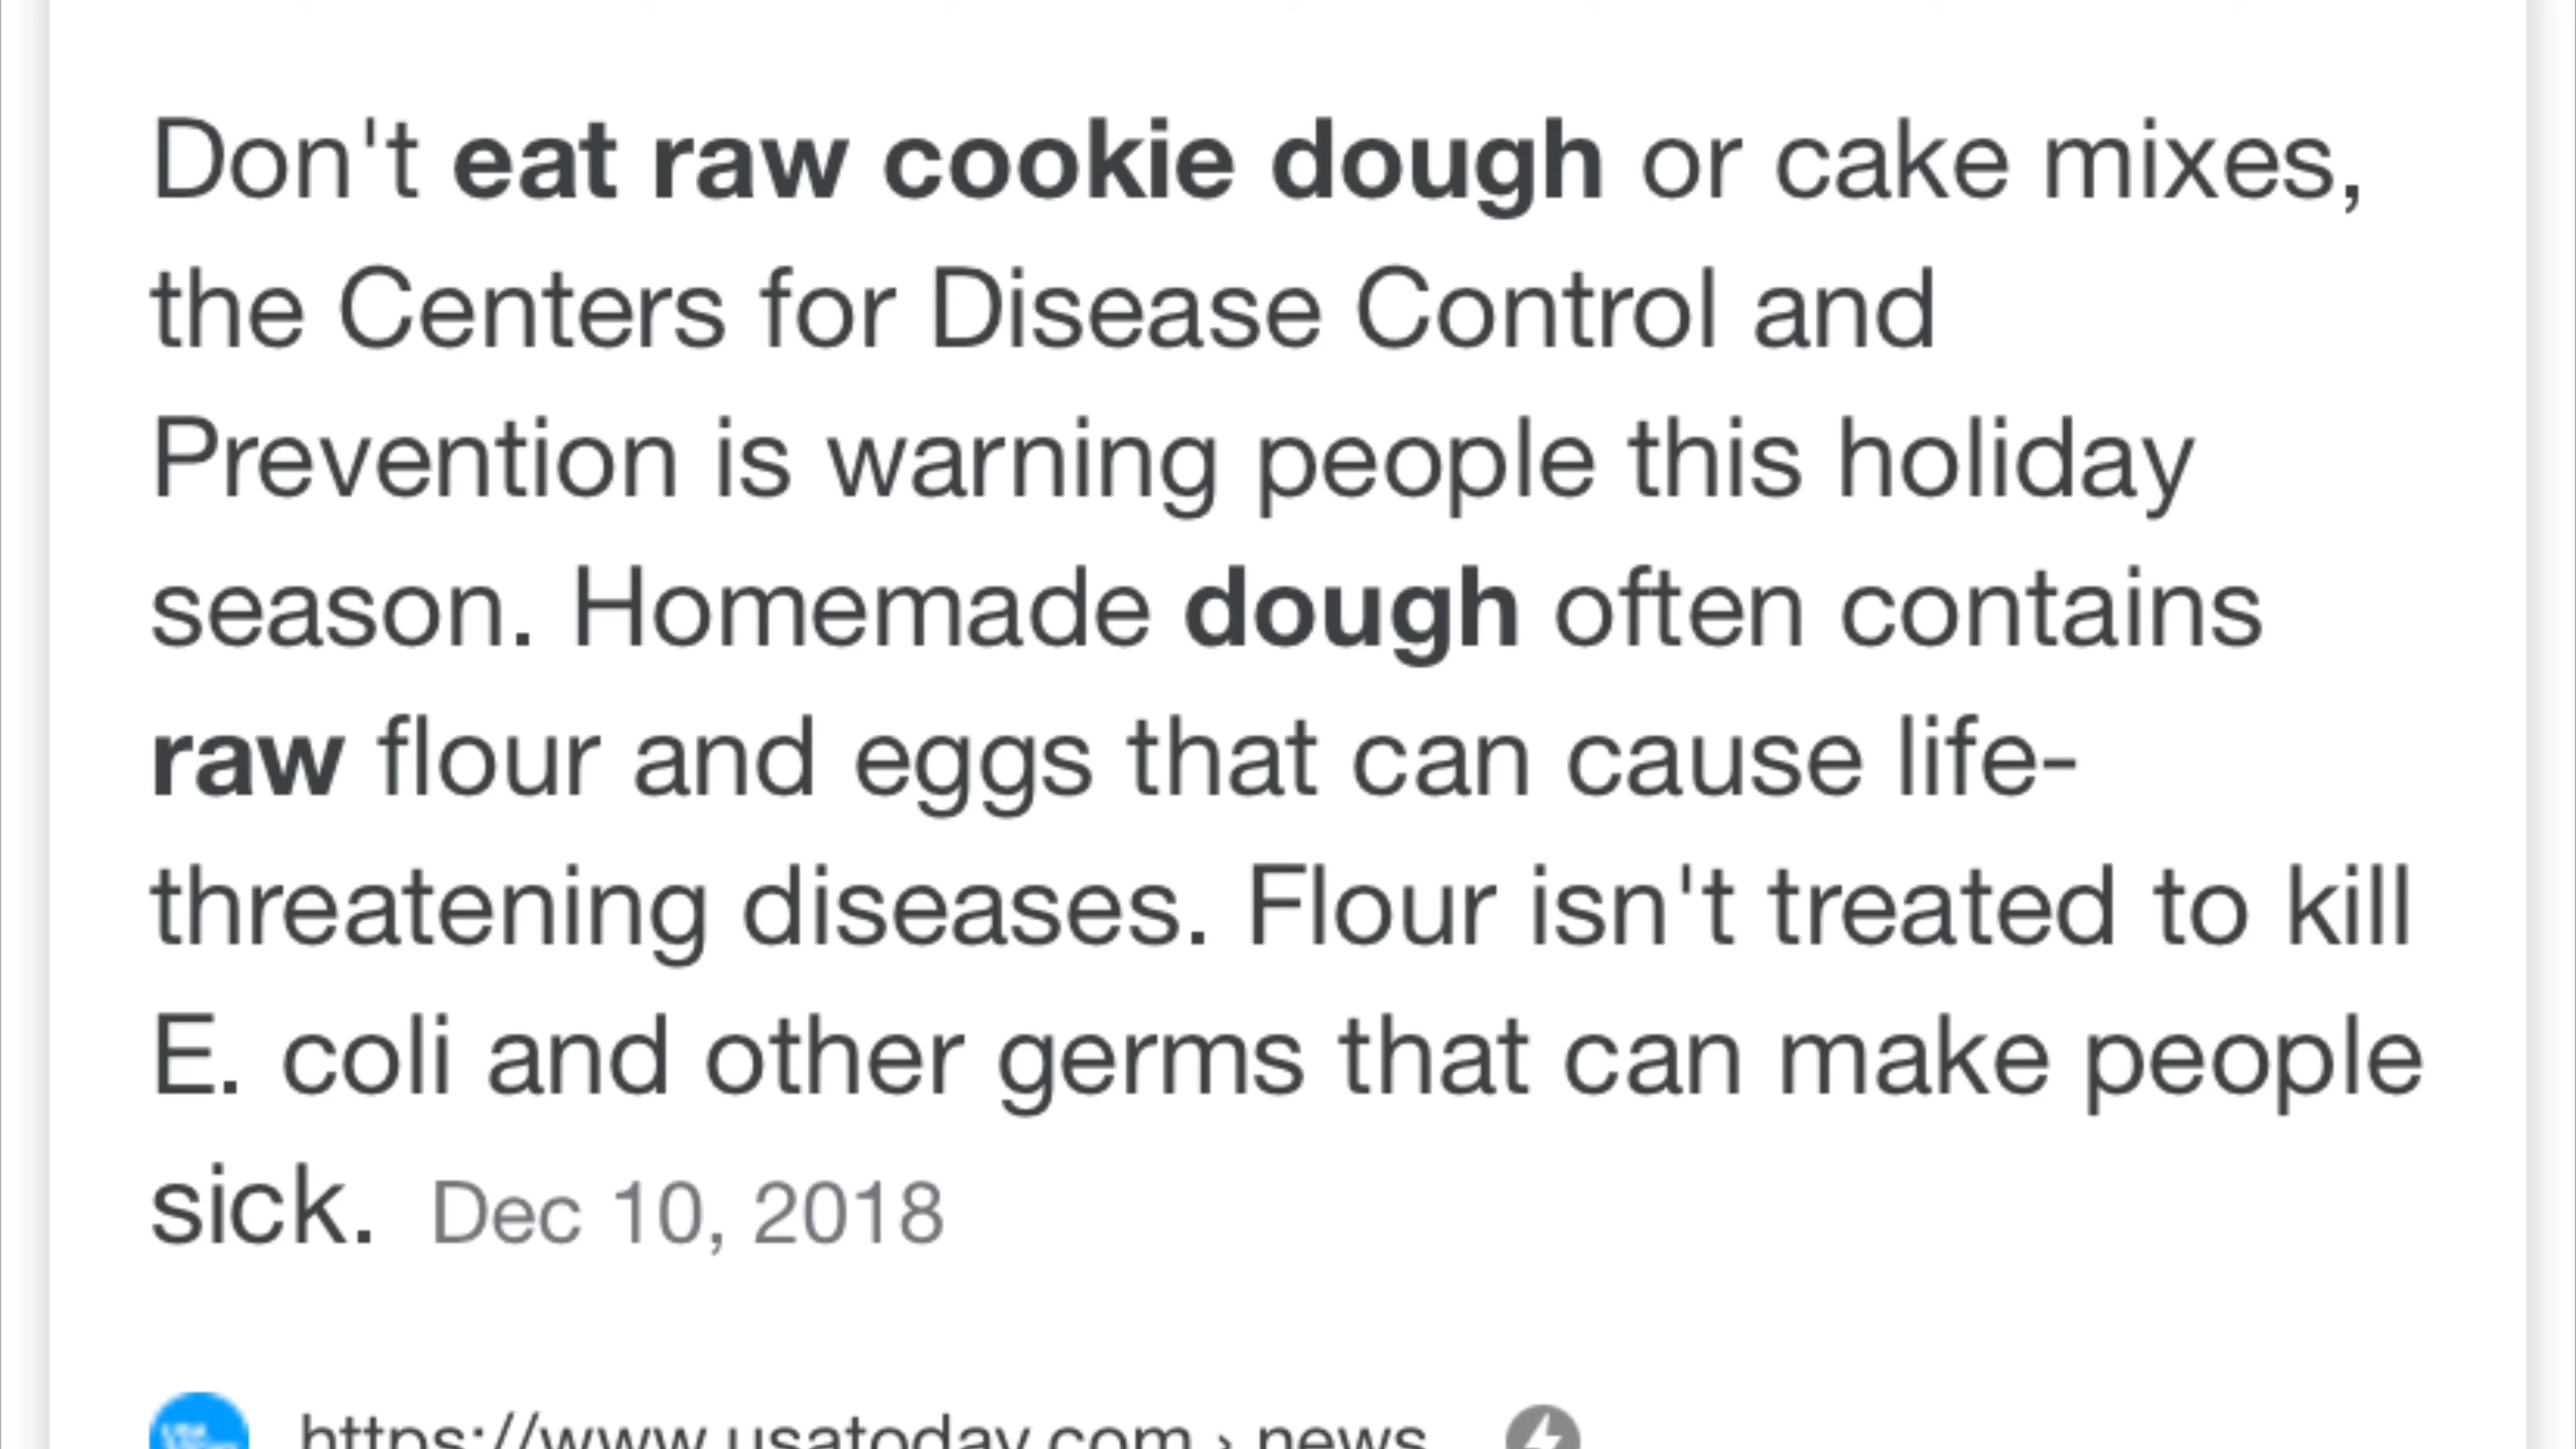 Don't eat raw cookie dough or cake mixes,
the Centers for Disease Control and
Prevention is warning people this holiday
season. Homemade dough often contains
raw flour and eggs that can cause life-
threatening diseases. Flour isn't treated to kill
E. coli and other germs that can make people
sick. Dec 10, 2018
https://www.usatoday.com › news